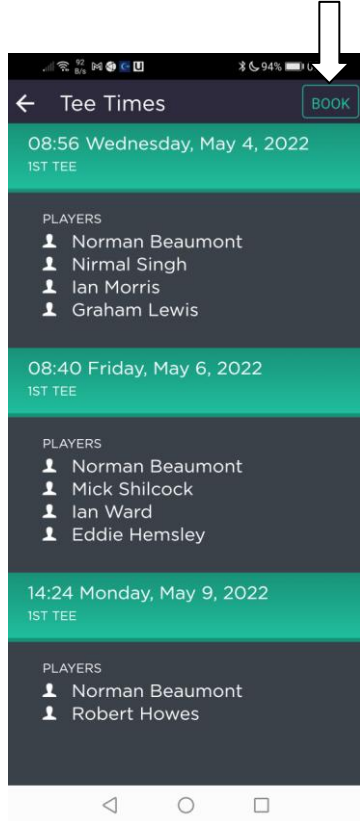 92
B/s
94%
Tee Times
BOOK
08:56 Wednesday, May 4, 2022
1ST TEE
PLAYERS
Norman Beaumont
Nirmal Singh
Ian Morris
Graham Lewis
08:40 Friday, May 6, 2022
1ST TEE
PLAYERS
Norman Beaumont
Mick Shilcock
Ian Ward
Eddie Hemsley
14:24 Monday, May 9, 2022
1ST TEE
PLAYERS
Norman Beaumont
Robert Howes